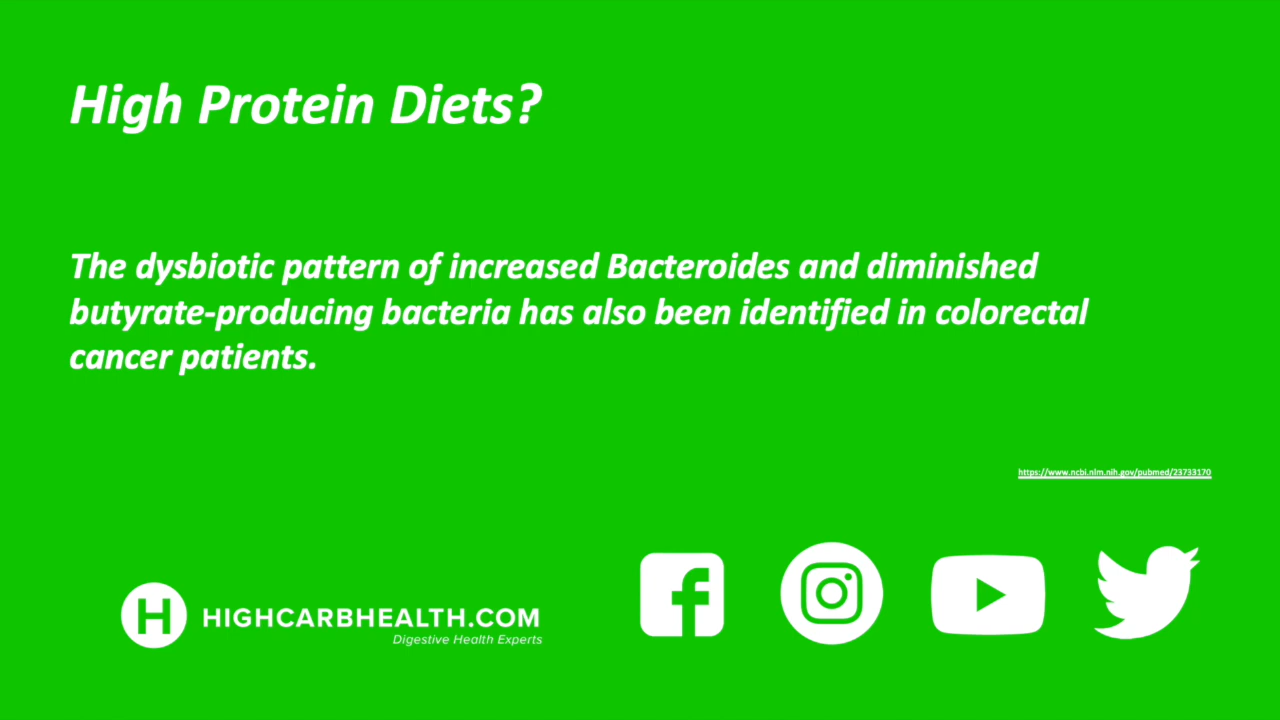 High Protein Diets?
The dysbiotic pattern of increased Bacteroides and diminished
butyrate-producing bacteria has also been identified in colorectal
cancer patients.
https://www.ncbi.nlm.nih.gov/pubmed/23733170
H HIGHCARBHEALTH.COM
Digestive Health Experts